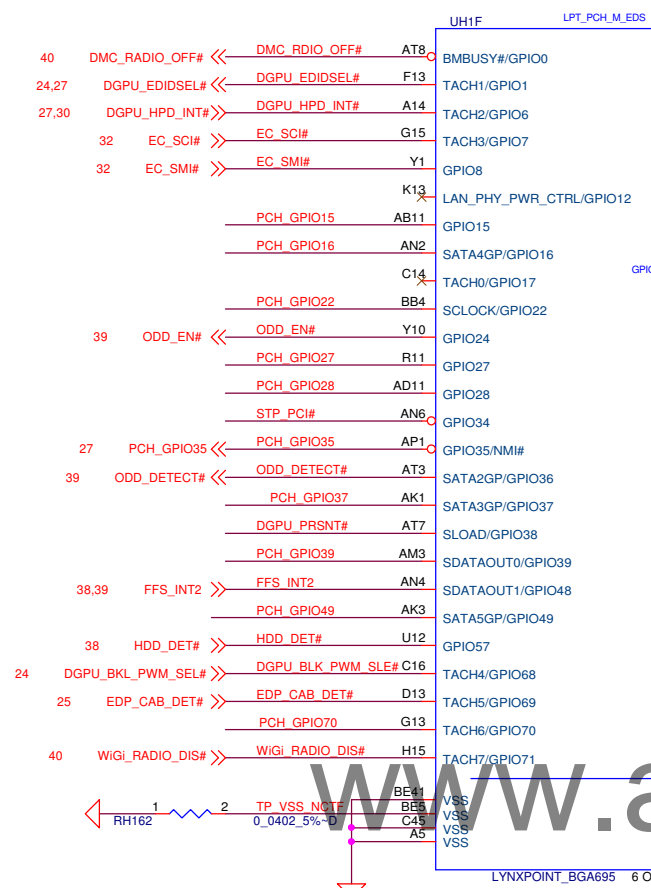 UH1F LPT_PCH_M_EDS
40 DMC_RADIO_OFF# DMC_RDIO_OFF# AT8 BMBUSY#/GPIO0
24,27 DGPU_EDIDSEL# DGPU_EDIDSEL# F13 TACH1/GPIO1
27,30 DGPU_HPD_INT# DGPU_HPD_INT# A14 TACH2/GPIO6
32 EC_SCI# EC_SCI# G15 TACH3/GPIO7
32 EC_SMI# EC_SMI# Y1 GPIO8
K13 LAN_PHY_PWR_CTRL/GPIO12
PCH_GPIO15 AB11 GPIO15
PCH_GPIO16 AN2 SATA4GP/GPIO16
GPIO
C14 TACH0/GPIO17
PCH_GPIO22 BB4 SCLOCK/GPIO22
39 ODD_EN# ODD_EN# Y10 GPIO24
PCH_GPIO27 R11 GPIO27
PCH_GPIO28 AD11 GPIO28
STP_PCI# AN6 GPIO34
27 PCH_GPIO35 PCH_GPIO35 AP1 GPIO35/NMI#
39 ODD_DETECT# ODD_DETECT# AT3 SATA2GP/GPIO36
PCH_GPIO37 AK1 SATA3GP/GPIO37
DGPU_PRSNT# AT7 SLOAD/GPIO38
PCH_GPIO39 AM3 SDATAOUT0/GPIO39
38,39 FFS_INT2 FFS_INT2 AN4 SDATAOUT1/GPIO48
PCH_GPIO49 AK3 SATA5GP/GPIO49
38 HDD_DET# HDD_DET# U12 GPIO57
24 DGPU_BKL_PWM_SEL# DGPU_BLK_PWM_SLE# C16 TACH4/GPIO68
25 EDP_CAB_DET# EDP_CAB_DET# D13 TACH5/GPIO69
PCH_GPIO70 G13 TACH6/GPIO70
40 WiGi_RADIO_DIS# WiGi_RADIO_DIS# H15 TACH7/GPIO71
BE41 VSS
1 2 TP_VSS_NCTF BE5 VSS
RH162 0_0402_5%~D C45 VSS
A5 VSS
www.a
LYNXPOINT_BGA695 6 O